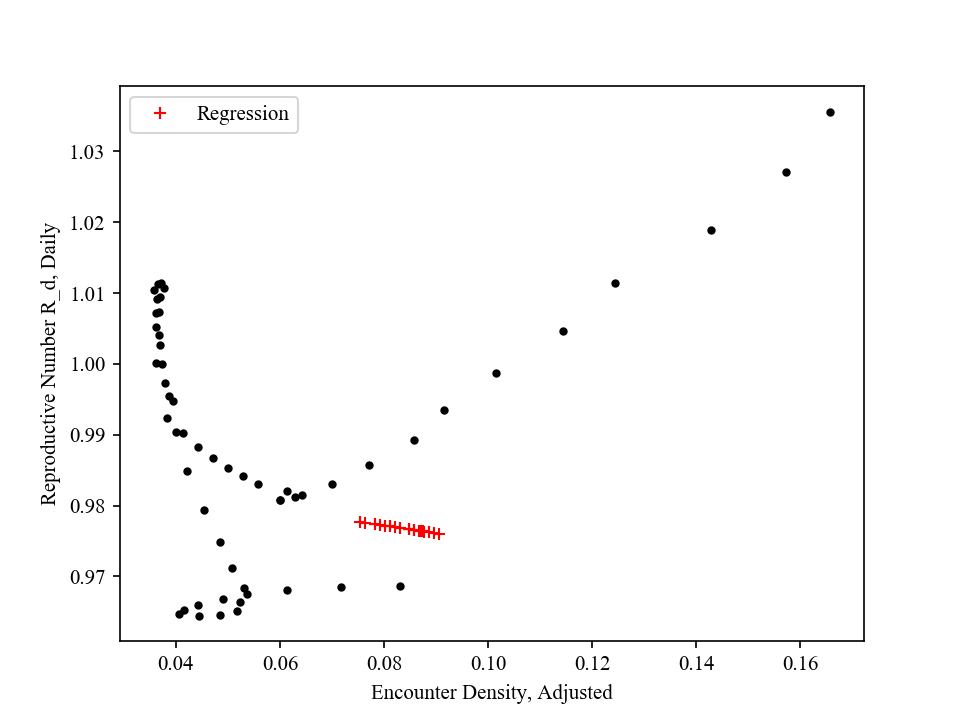 Regression
1.03
1.02
1.01
1.00
0.99
0.98
0.97
Reproductive Number R_d, Daily
0.04 0.06 0.08 0.10 0.12 0.14 0.16
Encounter Density, Adjusted